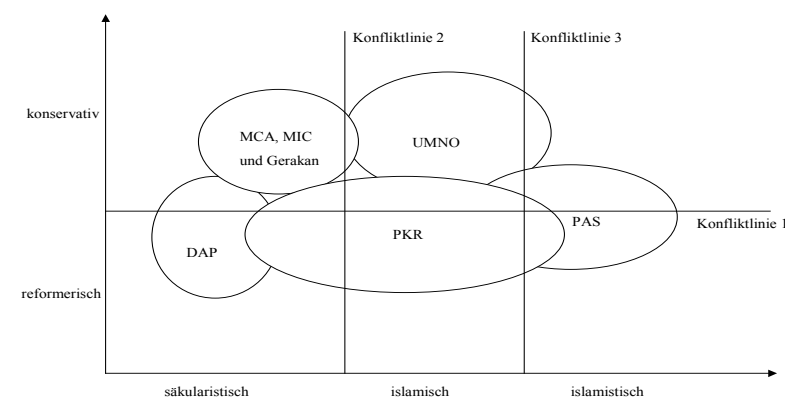 Konfliktlinie 2
Konfliktlinie 3
konservativ
MCA, MIC
und Gerakan
UMNO
PAS
Konfliktlinie 1
PKR
DAP
reformerisch
säkularistisch
islamisch
islamistisch